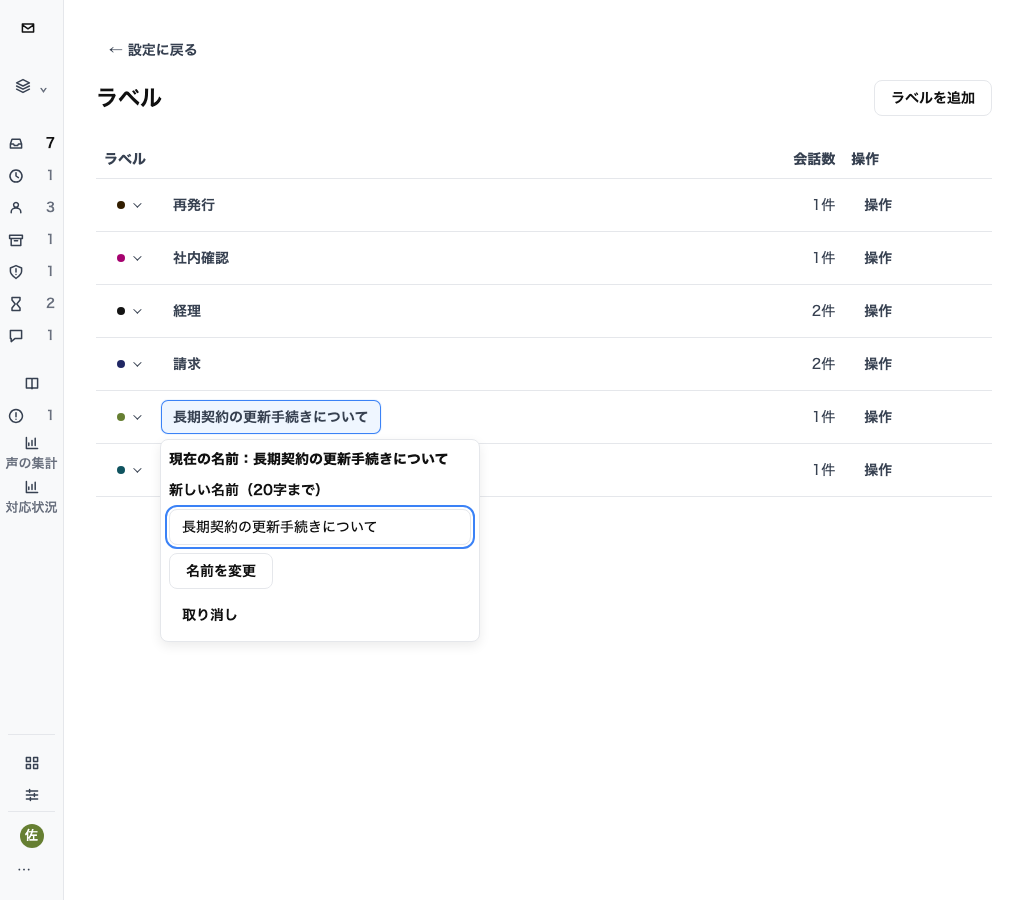 ← 設定に戻る
ラベル
ラベルを追加
ラベル 会話数 操作
再発行 1件 操作
社内確認 1件 操作
経理 2件 操作
請求 2件 操作
長期契約の更新手続きについて 1件 操作
1件 操作
現在の名前：長期契約の更新手続きについて
新しい名前（20字まで）
長期契約の更新手続きについて
名前を変更
取り消し
7
1
3
1
1
2
1
1
声の集計
対応状況
佐
…